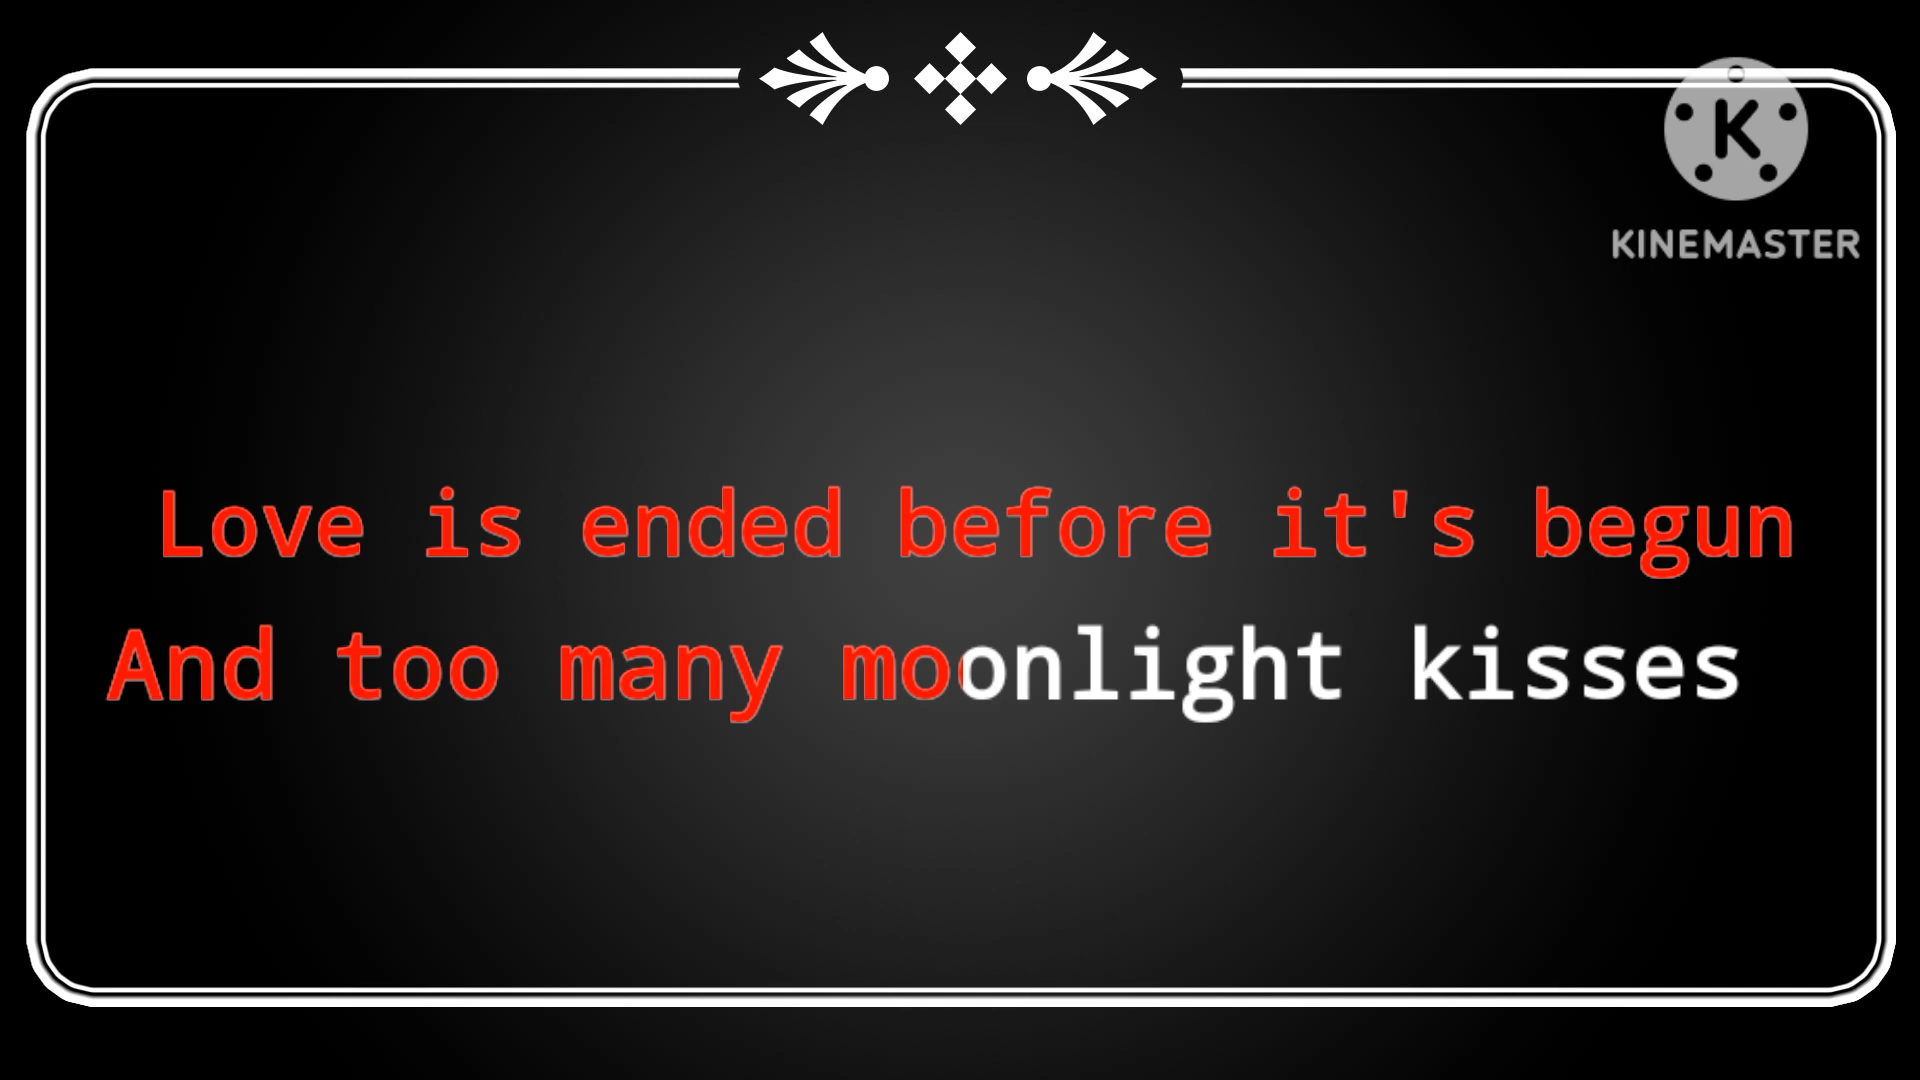 K
KINEMASTER
Love is ended before it's begun
And too many moonlight kisses